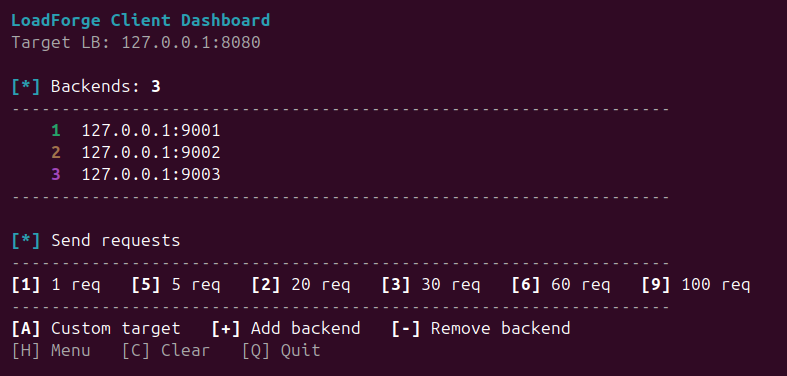 LoadForge Client Dashboard
Target LB: 127.0.0.1:8080
[*] Backends: 3
------------------------------------------------------------------
1 127.0.0.1:9001
2 127.0.0.1:9002
3 127.0.0.1:9003
------------------------------------------------------------------
[*] Send requests
------------------------------------------------------------------
[1] 1 req [5] 5 req [2] 20 req [3] 30 req [6] 60 req [9] 100 req
------------------------------------------------------------------
[A] Custom target [+] Add backend [-] Remove backend
[H] Menu [C] Clear [Q] Quit